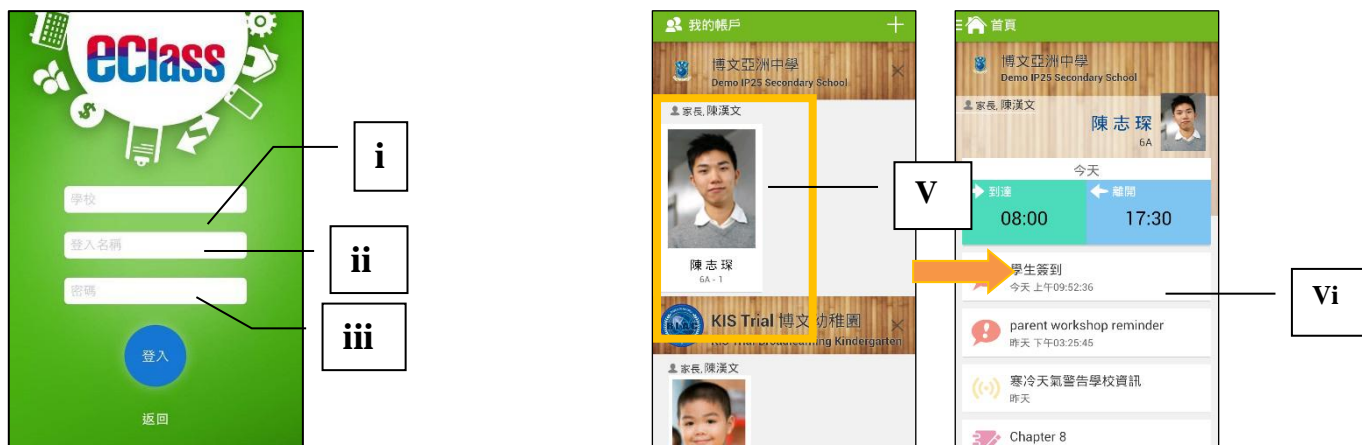 eClass
學校
登入名稱
密碼
登入
返回
i
ii
iii
我的帳戶
博文亞洲中學
Demo IP25 Secondary School
家長, 陳漢文
陳志琛
6A - 1
KIS Trial 博文幼稚園
KIS Trial Broadlearning Kindergarten
家長, 陳漢文
V
首頁
博文亞洲中學
Demo IP25 Secondary School
家長, 陳漢文
陳志琛
6A
今天
到達
離開
08:00
17:30
學生簽到
今天 上午09:52:36
parent workshop reminder
昨天 下午03:25:45
寒冷天氣警告學校資訊
昨天
Chapter 8
Vi